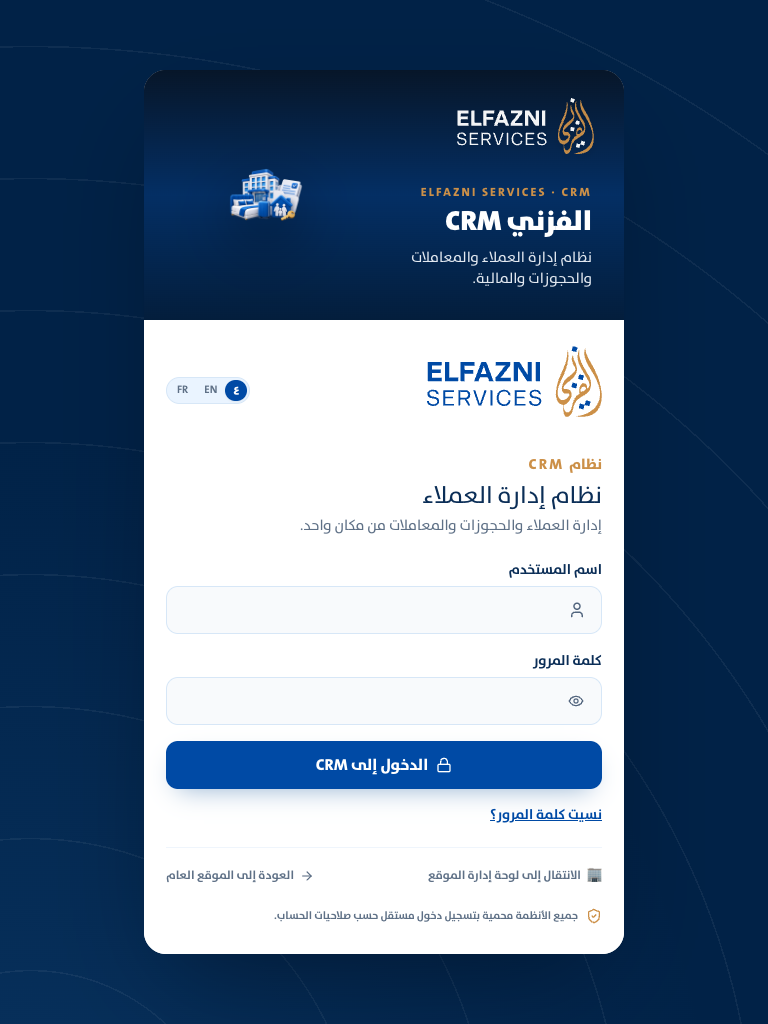 ELFAZNI
SERVICES
الفزني
ELFAZNI SERVICES · CRM
الفزني CRM
نظام إدارة العملاء والمعاملات
والحجوزات والمالية.
ELFAZNI
SERVICES
الفزني
FR EN ع
نظام CRM
نظام إدارة العملاء
إدارة العملاء والحجوزات والمعاملات من مكان واحد.
اسم المستخدم
كلمة المرور
الدخول إلى CRM
نسيت كلمة المرور؟
الانتقال إلى لوحة إدارة الموقع
العودة إلى الموقع العام
جميع الأنظمة محمية بتسجيل دخول مستقل حسب صلاحيات الحساب.